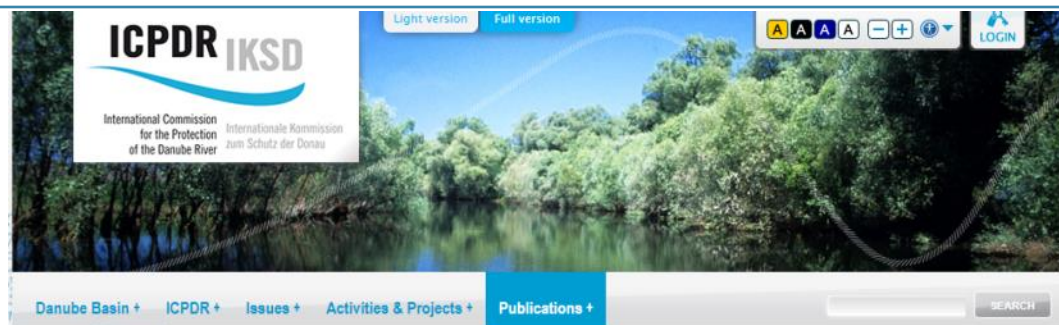 Light version Full version
A A A A − + LOGIN
ICPDR IKSD
International Commission
for the Protection
of the Danube River
Internationale Kommission
zum Schutz der Donau
Danube Basin + ICPDR + Issues + Activities & Projects + Publications + SEARCH